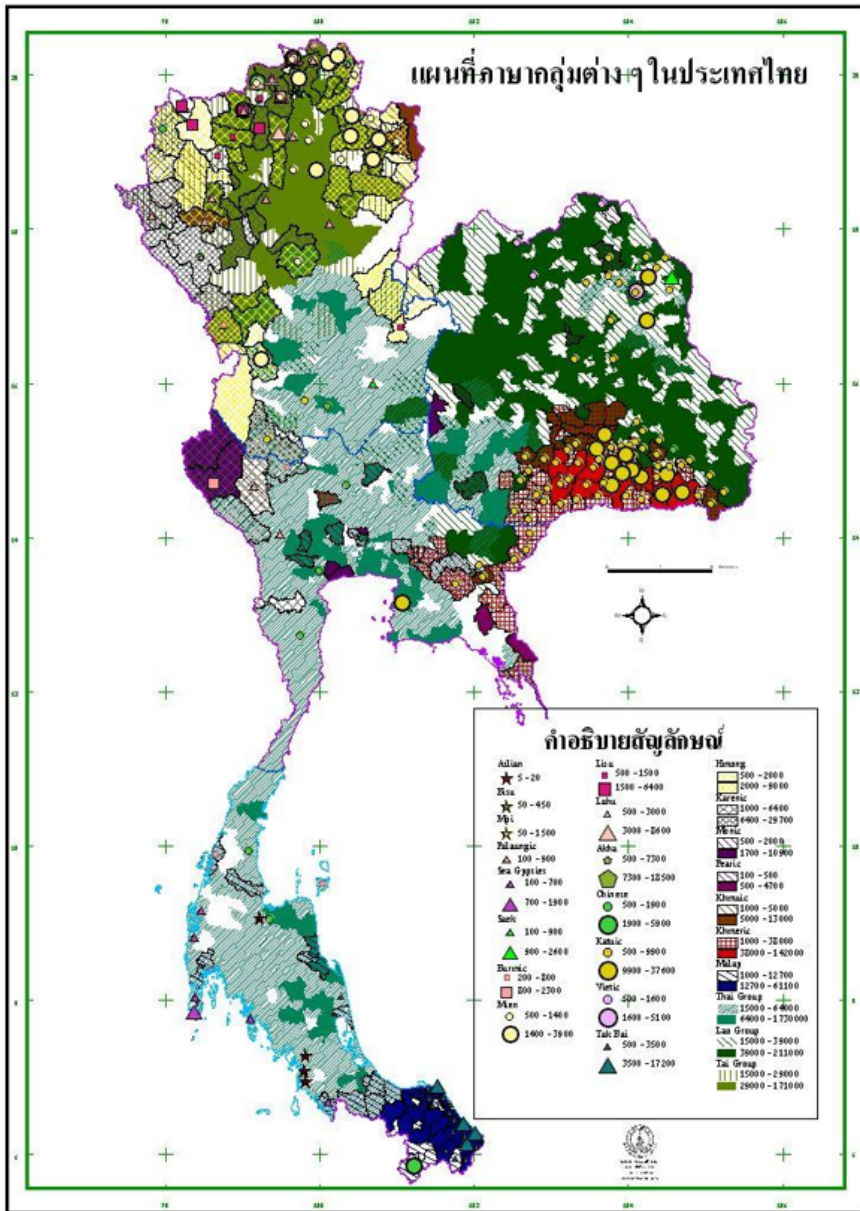 แผนที่ภาษากลุ่มต่าง ๆ ในประเทศไทย
คำอธิบายสัญลักษณ์
Aslian
5 -20
Bisu
50 -450
Mpi
50 -1500
Palaungic
100 -900
Sea Gypsies
100 -700
700 -1900
Saek
100 -900
900 -2600
Burmic
200 -800
800 -2300
Mien
500 -1400
1400 -3900
Lisu
500 -1500
1500 -6400
Lahu
500 -3000
3000 -8600
Akha
500 -7300
7300 -18500
Chinese
500 -1900
1900 -5900
Katuic
500 -9900
9900 -37600
Vietic
500 -1600
1600 -5100
Tak Bai
500 -3500
3500 -17200
Hmong
500 -2000
2000 -9000
Karenic
1000 -6400
6400 -29700
Monic
500 -2000
1700 -10900
Pearic
100 -500
500 -4700
Khmuic
1000 -5000
5000 -13000
Khmeric
1000 -38000
38000 -142000
Malay
1000 -12700
12700 -61100
Thai Group
15000 -64000
64000 -1730000
Lao Group
15000 -39000
39000 -211000
Tai Group
15000 -29000
29000 -171000